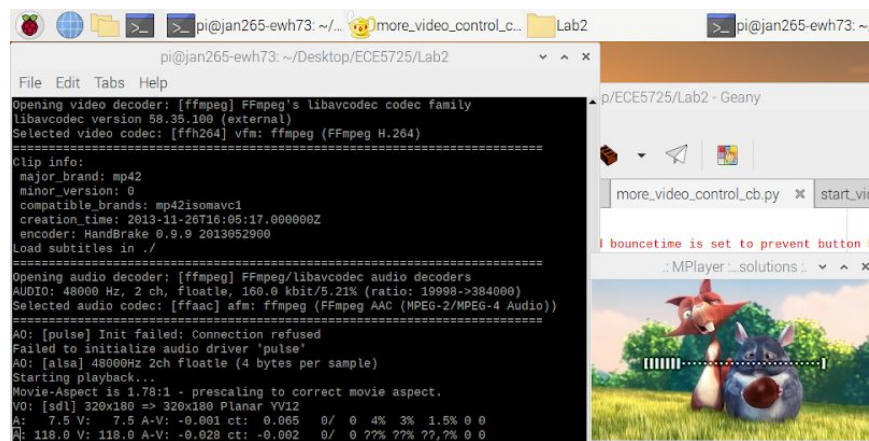 pi@jan265-ewh73: ~/...
more_video_control_c...
Lab2
pi@jan265-ewh73: ~
pi@jan265-ewh73: ~/Desktop/ECE5725/Lab2
File Edit Tabs Help
Opening video decoder: [ffmpeg] FFmpeg's libavcodec codec family
libavcodec version 58.35.100 (external)
Selected video codec: [ffh264] vfm: ffmpeg (FFmpeg H.264)
==========================================================================
Clip info:
 major_brand: mp42
 minor_version: 0
 compatible_brands: mp42isomavc1
 creation_time: 2013-11-26T16:05:17.000000Z
 encoder: HandBrake 0.9.9 2013052900
Load subtitles in ./
==========================================================================
Opening audio decoder: [ffmpeg] FFmpeg/libavcodec audio decoders
AUDIO: 48000 Hz, 2 ch, floatle, 160.0 kbit/5.21% (ratio: 19998->384000)
Selected audio codec: [ffaac] afm: ffmpeg (FFmpeg AAC (MPEG-2/MPEG-4 Audio))
==========================================================================
AO: [pulse] Init failed: Connection refused
Failed to initialize audio driver 'pulse'
AO: [alsa] 48000Hz 2ch floatle (4 bytes per sample)
Starting playback...
Movie-Aspect is 1.78:1 - prescaling to correct movie aspect.
VO: [sdl] 320x180 => 320x180 Planar YV12
A:   7.5 V:   7.5 A-V: -0.001 ct:  0.065   0/  0  4%  3%  1.5% 0 0
A: 118.0 V: 118.0 A-V: -0.028 ct: -0.002   0/  0 ??% ??% ??,?% 0 0
p/ECE5725/Lab2 - Geany
more_video_control_cb.py
start_vi
bouncetime is set to prevent button
.: MPlayer :...solutions :.